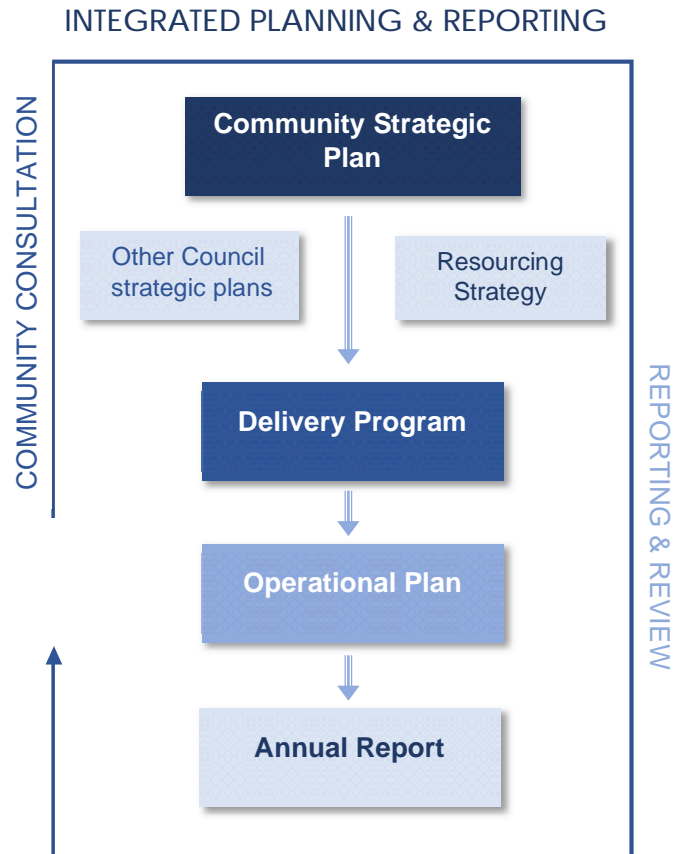 INTEGRATED PLANNING & REPORTING
COMMUNITY CONSULTATION
Community Strategic
Plan
Other Council
strategic plans
Resourcing
Strategy
Delivery Program
REPORTING & REVIEW
Operational Plan
Annual Report